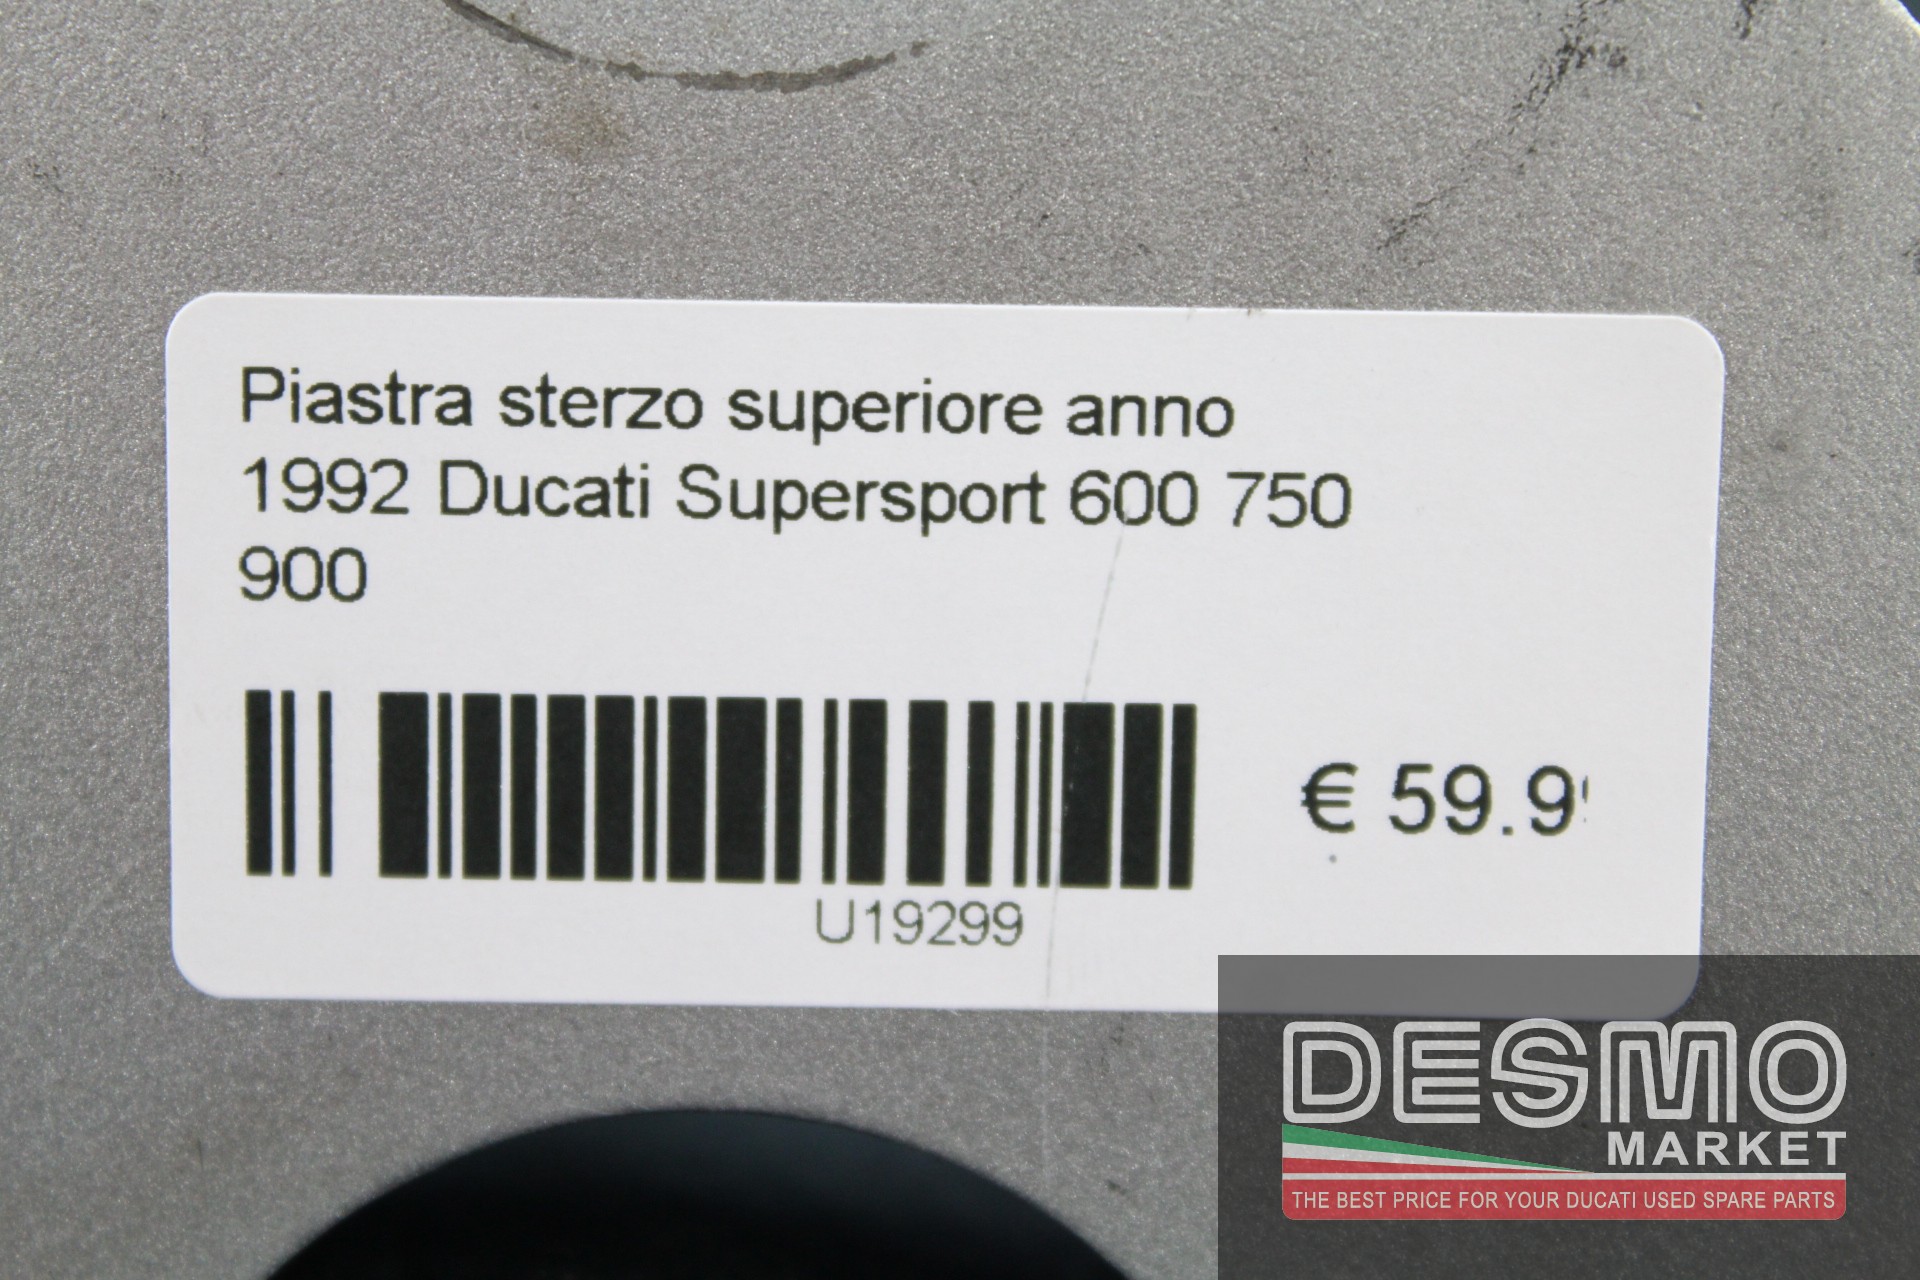 Piastra sterzo superiore anno
1992 Ducati Supersport 600 750
900
€ 59.9
U19299
DESMO
MARKET
THE BEST PRICE FOR YOUR DUCATI USED SPARE PARTS